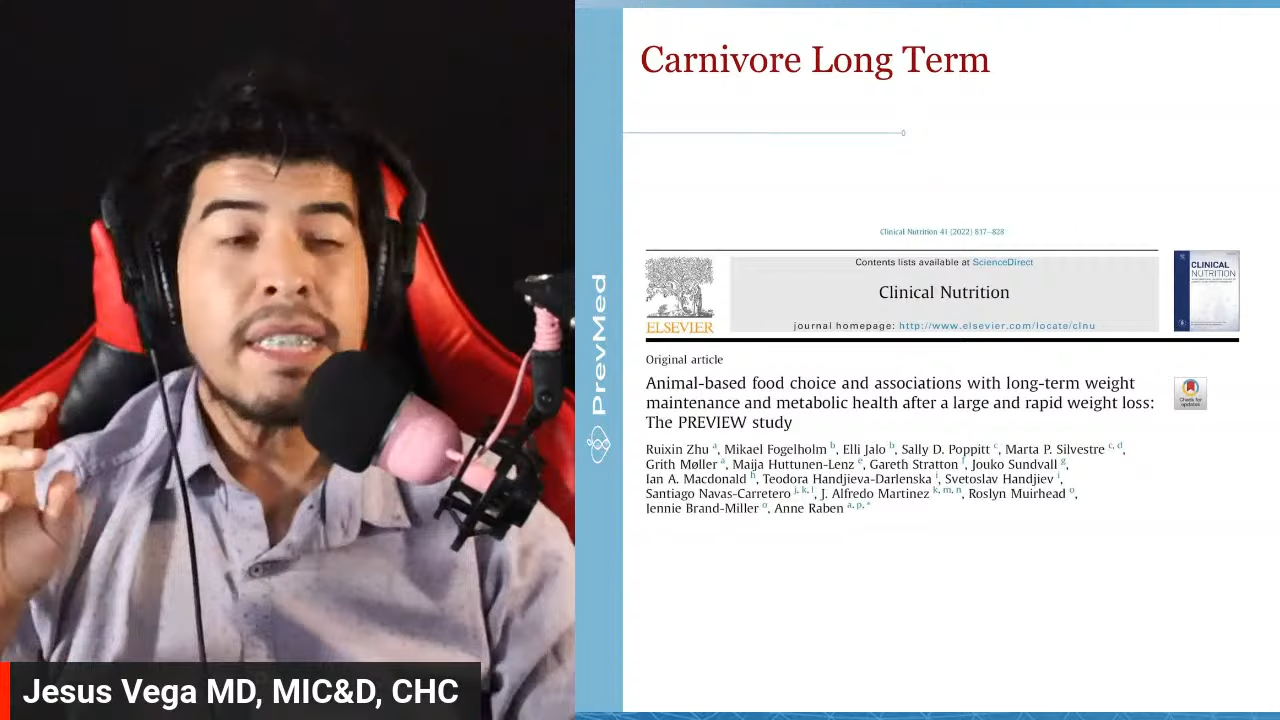 Carnivore Long Term
Clinical Nutrition 41 (2022) 817–828
Contents lists available at ScienceDirect
Clinical Nutrition
journal homepage: http://www.elsevier.com/locate/clnu
ELSEVIER
CLINICAL
NUTRITION
Original article
Animal-based food choice and associations with long-term weight
maintenance and metabolic health after a large and rapid weight loss:
The PREVIEW study
Check for
updates
Ruixin Zhu a, Mikael Fogelholm b, Elli Jalo b, Sally D. Poppitt c, Marta P. Silvestre c, d,
Grith Møller a, Maija Huttunen-Lenz e, Gareth Stratton f, Jouko Sundvall g,
Ian A. Macdonald h, Teodora Handjieva-Darlenska i, Svetoslav Handjiev i,
Santiago Navas-Carretero j, k, l, J. Alfredo Martinez k, m, n, Roslyn Muirhead o,
Jennie Brand-Miller o, Anne Raben a, p, *
PrevMed
Jesus Vega MD, MIC&D, CHC